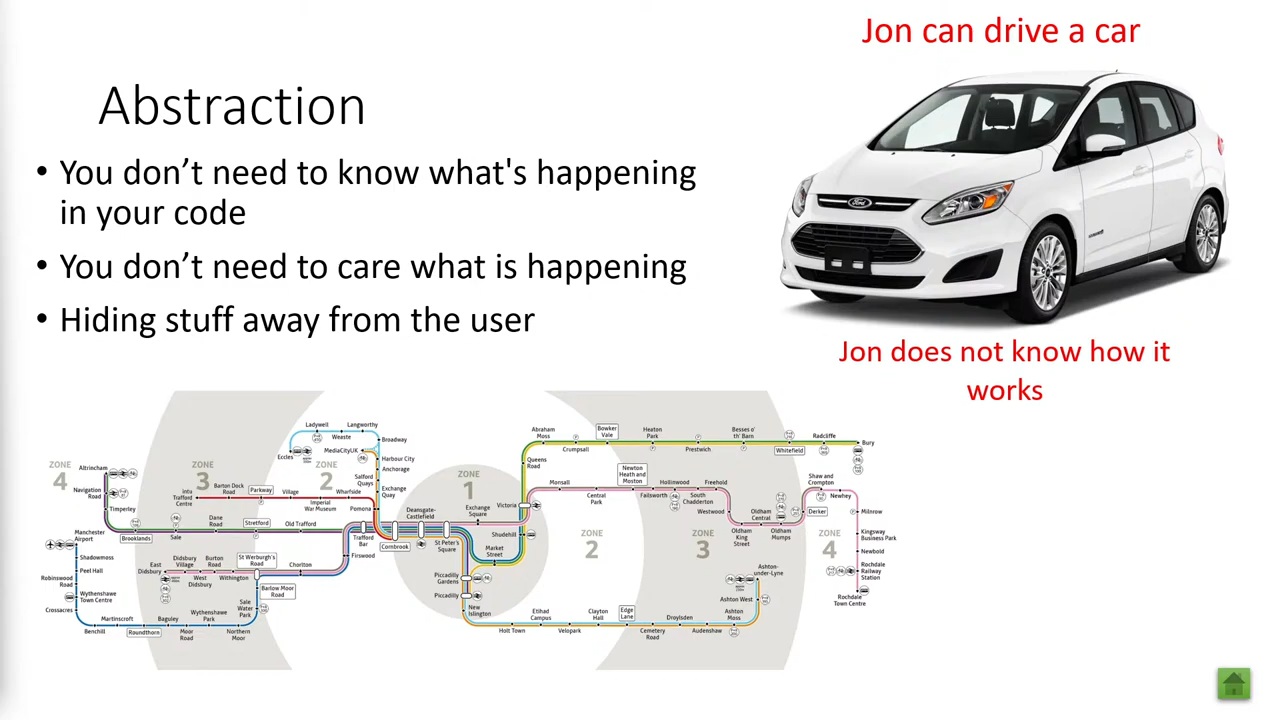 Jon can drive a car
Abstraction
• You don’t need to know what's happening
in your code
• You don’t need to care what is happening
• Hiding stuff away from the user
Ford
Jon does not know how it
works
ZONE
4
ZONE
3
ZONE
2
ZONE
1
ZONE
2
ZONE
3
ZONE
4
Altrincham
Navigation
Road
Timperley
Brooklands
Sale
Dane
Road
Stretford
Old Trafford
intu
Trafford
Centre
Barton Dock
Road
Parkway
Village
Imperial
War Museum
Wharfside
Pomona
Eccles
Ladywell
Weaste
Langworthy
Broadway
MediaCityUK
Harbour City
Anchorage
Salford
Quays
Exchange
Quay
Trafford
Bar
Cornbrook
Deansgate-
Castlefield
St Peter's
Square
Exchange
Square
Victoria
Shudehill
Market
Street
Piccadilly
Gardens
Piccadilly
New
Islington
Firswood
Chorlton
St Werburgh's
Road
Withington
Burton
Road
West
Didsbury
Didsbury
Village
East
Didsbury
Barlow Moor
Road
Sale
Water
Park
Northern
Moor
Wythenshawe
Park
Moor
Road
Baguley
Roundthorn
Martinscroft
Benchill
Crossacres
Wythenshawe
Town Centre
Robinswood
Road
Peel Hall
Shadowmoss
Manchester
Airport
Queens
Road
Abraham
Moss
Crumpsall
Bowker
Vale
Heaton
Park
Prestwich
Besses o'
th' Barn
Whitefield
Radcliffe
Bury
Monsall
Central
Park
Newton
Heath and
Moston
Failsworth
Hollinwood
South
Chadderton
Freehold
Westwood
Oldham
King
Street
Oldham
Central
Oldham
Mumps
Derker
Shaw and
Crompton
Newhey
Milnrow
Kingsway
Business Park
Newbold
Rochdale
Railway
Station
Rochdale
Town Centre
Holt Town
Etihad
Campus
Velopark
Clayton
Hall
Edge
Lane
Cemetery
Road
Droylsden
Audenshaw
Ashton
Moss
Ashton West
Ashton-
under-Lyne